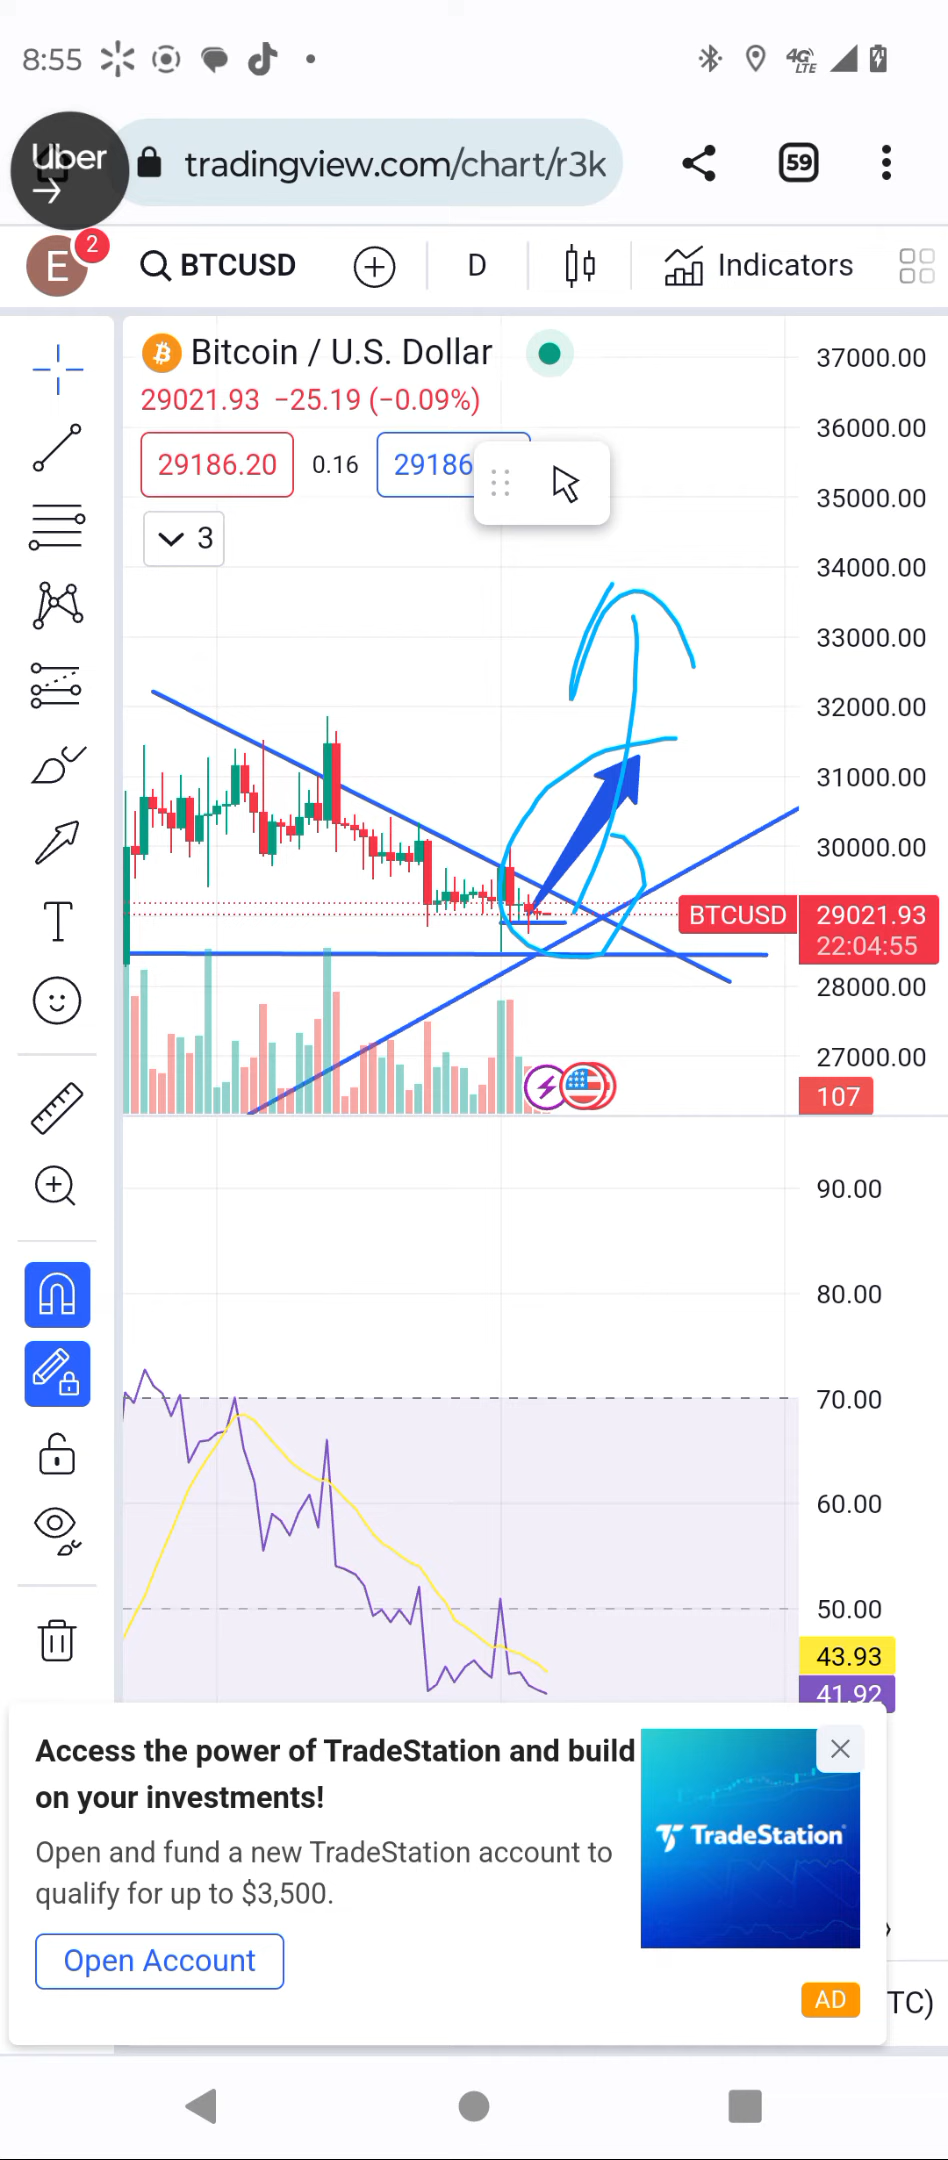 8:55
4G LTE
Uber
tradingview.com/chart/r3k
59
E
2
BTCUSD
D
Indicators
Bitcoin / U.S. Dollar
29021.93 −25.19 (−0.09%)
29186.20
0.16
29186
3
37000.00
36000.00
35000.00
34000.00
33000.00
32000.00
31000.00
30000.00
BTCUSD
29021.93
22:04:55
28000.00
27000.00
107
T
90.00
80.00
70.00
60.00
50.00
43.93
41.92
Access the power of TradeStation and build
on your investments!
Open and fund a new TradeStation account to
qualify for up to $3,500.
Open Account
TradeStation
AD
TC)